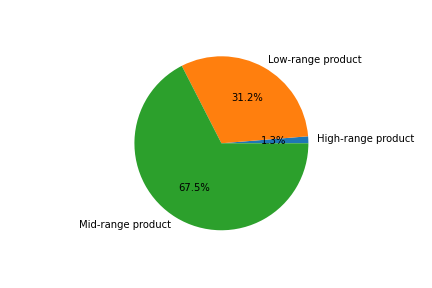 Low-range product
31.2%
1.3%
High-range product
67.5%
Mid-range product